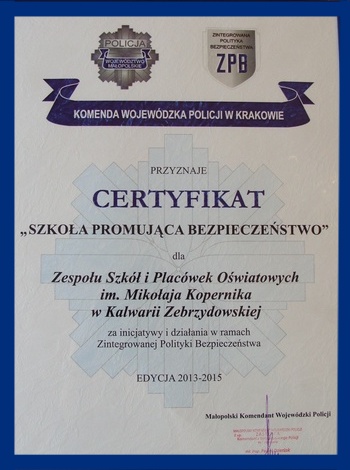 POLICJA
WOJEWÓDZTWO
MAŁOPOLSKIE
ZINTEGROWANA
POLITYKA
BEZPIECZEŃSTWA
ZPB
KOMENDA WOJEWÓDZKA POLICJI W KRAKOWIE
PRZYZNAJE
CERTYFIKAT
„SZKOŁA PROMUJĄCA BEZPIECZEŃSTWO”
dla
Zespołu Szkół i Placówek Oświatowych
im. Mikołaja Kopernika
w Kalwarii Zebrzydowskiej
za inicjatywy i działania w ramach
Zintegrowanej Polityki Bezpieczeństwa
EDYCJA 2013-2015
Małopolski Komendant Wojewódzki Policji